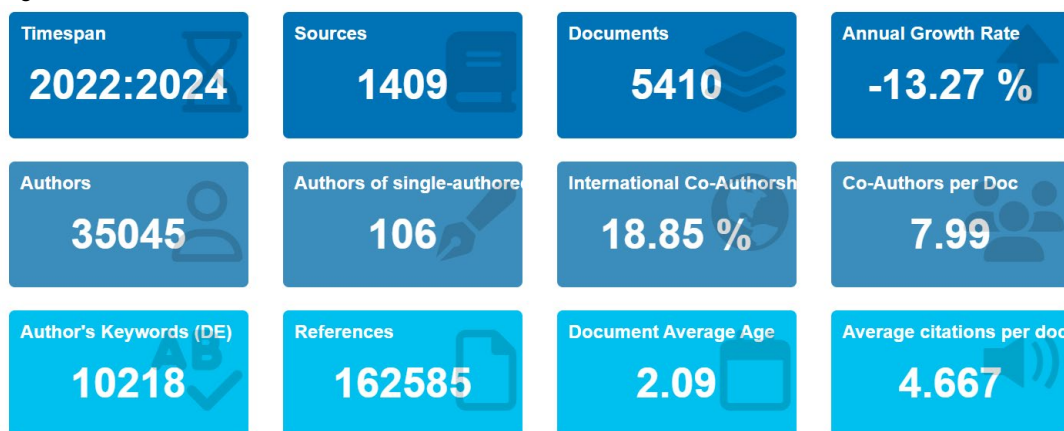 Timespan
2022:2024
Sources
1409
Documents
5410
Annual Growth Rate
-13.27 %
Authors
35045
Authors of single-authore
106
International Co-Authorsh
18.85 %
Co-Authors per Doc
7.99
Author's Keywords (DE)
10218
References
162585
Document Average Age
2.09
Average citations per doc
4.667